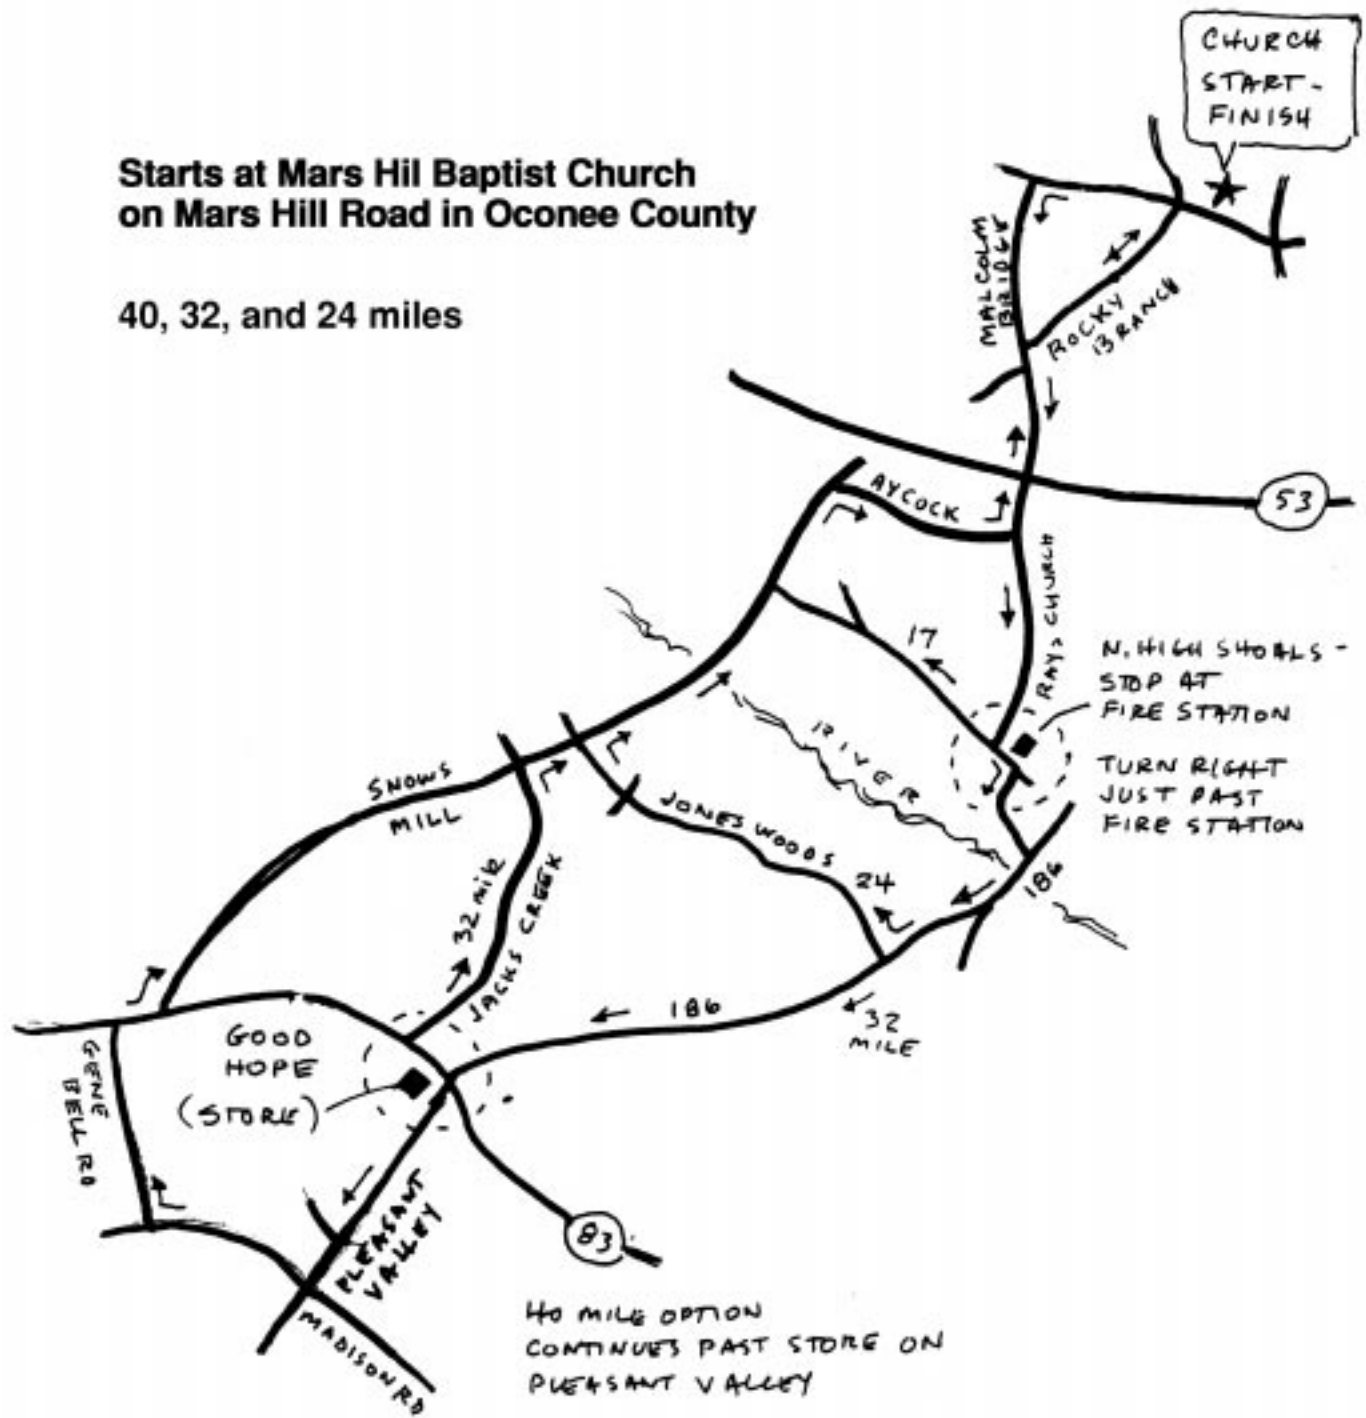 CHURCH
START-
FINISH
Starts at Mars Hil Baptist Church
on Mars Hill Road in Oconee County
40, 32, and 24 miles
MALCOLM
BRIDGE
ROCKY
BRANCH
53
AYCOCK
RAYS CHURCH
17
N. HIGH SHOALS -
STOP AT
FIRE STATION
TURN RIGHT
JUST PAST
FIRE STATION
RIVER
SNOWS
MILL
JONES WOODS
24
186
32 mile
JACKS CREEK
186
32
MILE
GOOD
HOPE
(STORE)
GENE
BELL RD
PLEASANT
VALLEY
83
MADISON RD
40 MILE OPTION
CONTINUES PAST STORE ON
PLEASANT VALLEY